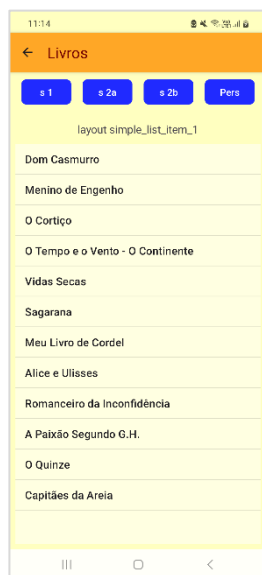 11:14
Livros
s 1 s 2a s 2b Pers
layout simple_list_item_1
Dom Casmurro
Menino de Engenho
O Cortiço
O Tempo e o Vento - O Continente
Vidas Secas
Sagarana
Meu Livro de Cordel
Alice e Ulisses
Romanceiro da Inconfidência
A Paixão Segundo G.H.
O Quinze
Capitães da Areia